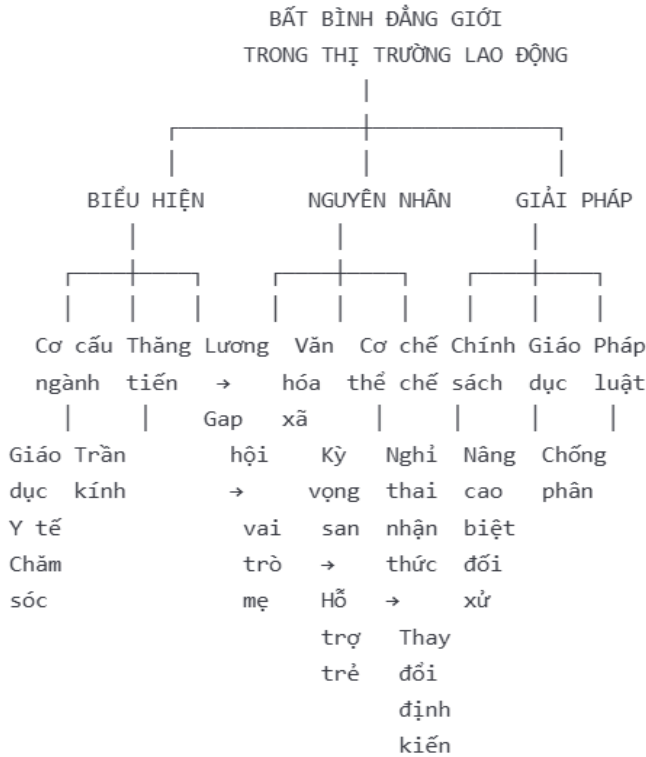 BẤT BÌNH ĐẲNG GIỚI
TRONG THỊ TRƯỜNG LAO ĐỘNG
BIỂU HIỆN NGUYÊN NHÂN GIẢI PHÁP
Cơ cấu Thăng Lương Văn Cơ chế Chính Giáo Pháp
ngành tiến → hóa thể chế sách dục luật
Gap xã
Giáo Trần hội Kỳ Nghỉ Nâng Chống
dục kính → vọng thai cao phân
Y tế vai san nhận biệt
Chăm trò → thức đối
sóc mẹ Hỗ → xử
trợ Thay
trẻ đổi
định
kiến